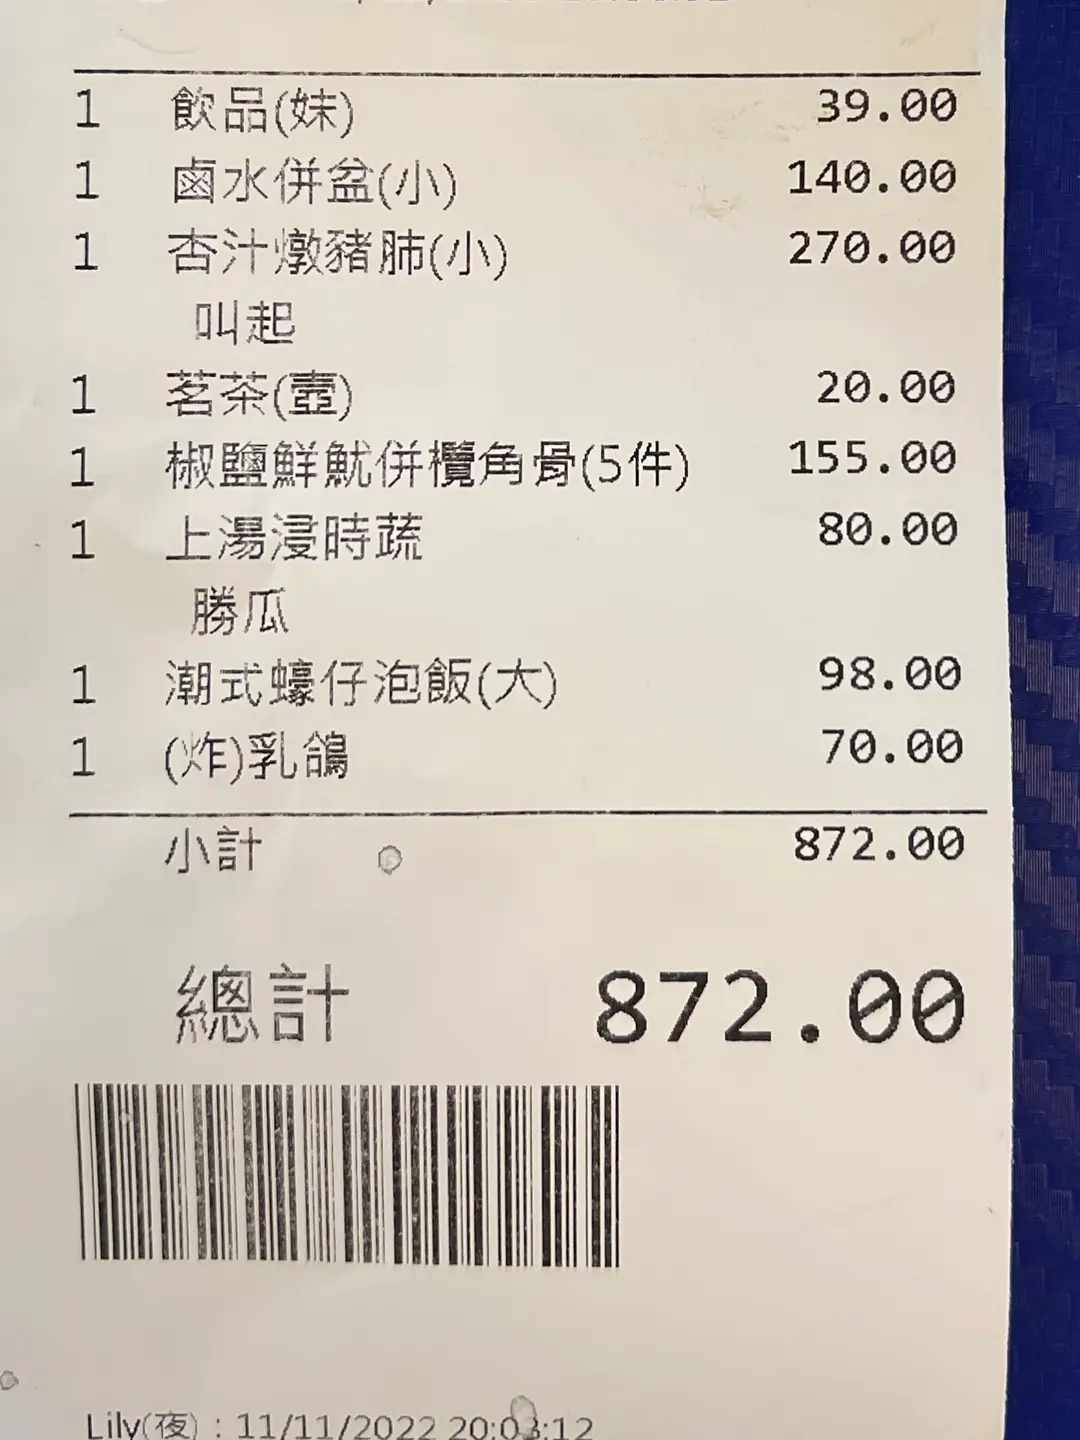 1 飲品(妹) 39.00
1 鹵水併盆(小) 140.00
1 杏汁燉豬肺(小) 270.00
叫起
1 茗茶(壼) 20.00
1 椒鹽鮮魷併欖角骨(5件) 155.00
1 上湯浸時蔬 80.00
勝瓜
1 潮式蠔仔泡飯(大) 98.00
1 (炸)乳鴿 70.00
小計 872.00
總計 872.00
Lily(夜) : 11/11/2022 20:03:12